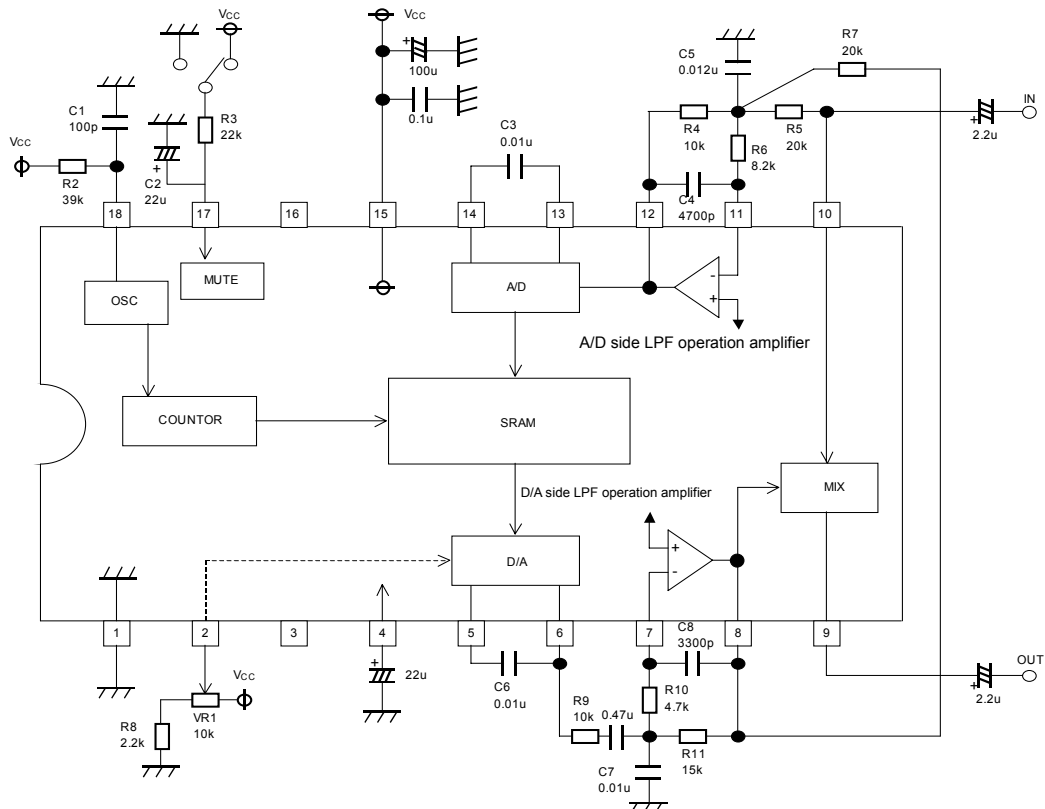 Vcc
Vcc
C5
0.012u
R7
20k
C1
100p
R3
22k
100u
0.1u
C3
0.01u
R4
10k
R5
20k
IN
+
2.2u
Vcc
R2
39k
+
C2
22u
+
R6
8.2k
C4
4700p
18
17
16
15
14
13
12
11
10
OSC
MUTE
A/D
-
+
A/D side LPF operation amplifier
COUNTOR
SRAM
D/A side LPF operation amplifier
MIX
D/A
+
-
1
2
3
4
5
6
7
8
9
+
22u
C6
0.01u
C8
3300p
R10
4.7k
OUT
+
2.2u
Vcc
VR1
10k
R8
2.2k
R9
10k
0.47u
R11
15k
C7
0.01u